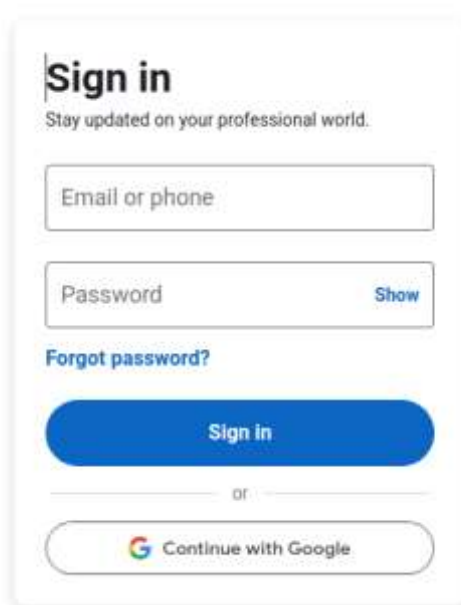 Sign in
Stay updated on your professional world.
Email or phone
Password Show
Forgot password?
Sign in
or
Continue with Google